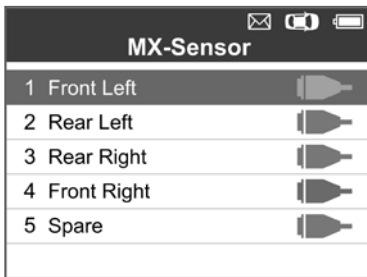 MX-Sensor
1 Front Left
2 Rear Left
3 Rear Right
4 Front Right
5 Spare